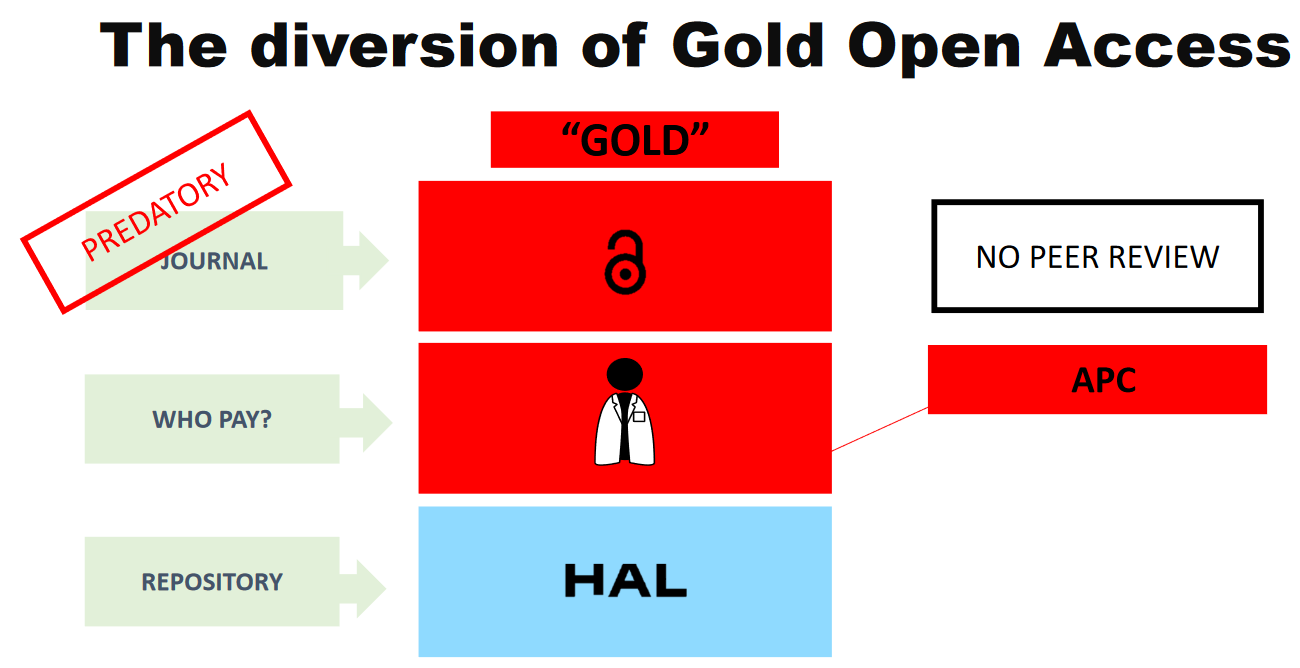 The diversion of Gold Open Access
“GOLD”
PREDATORY
JOURNAL
NO PEER REVIEW
WHO PAY?
APC
REPOSITORY
HAL